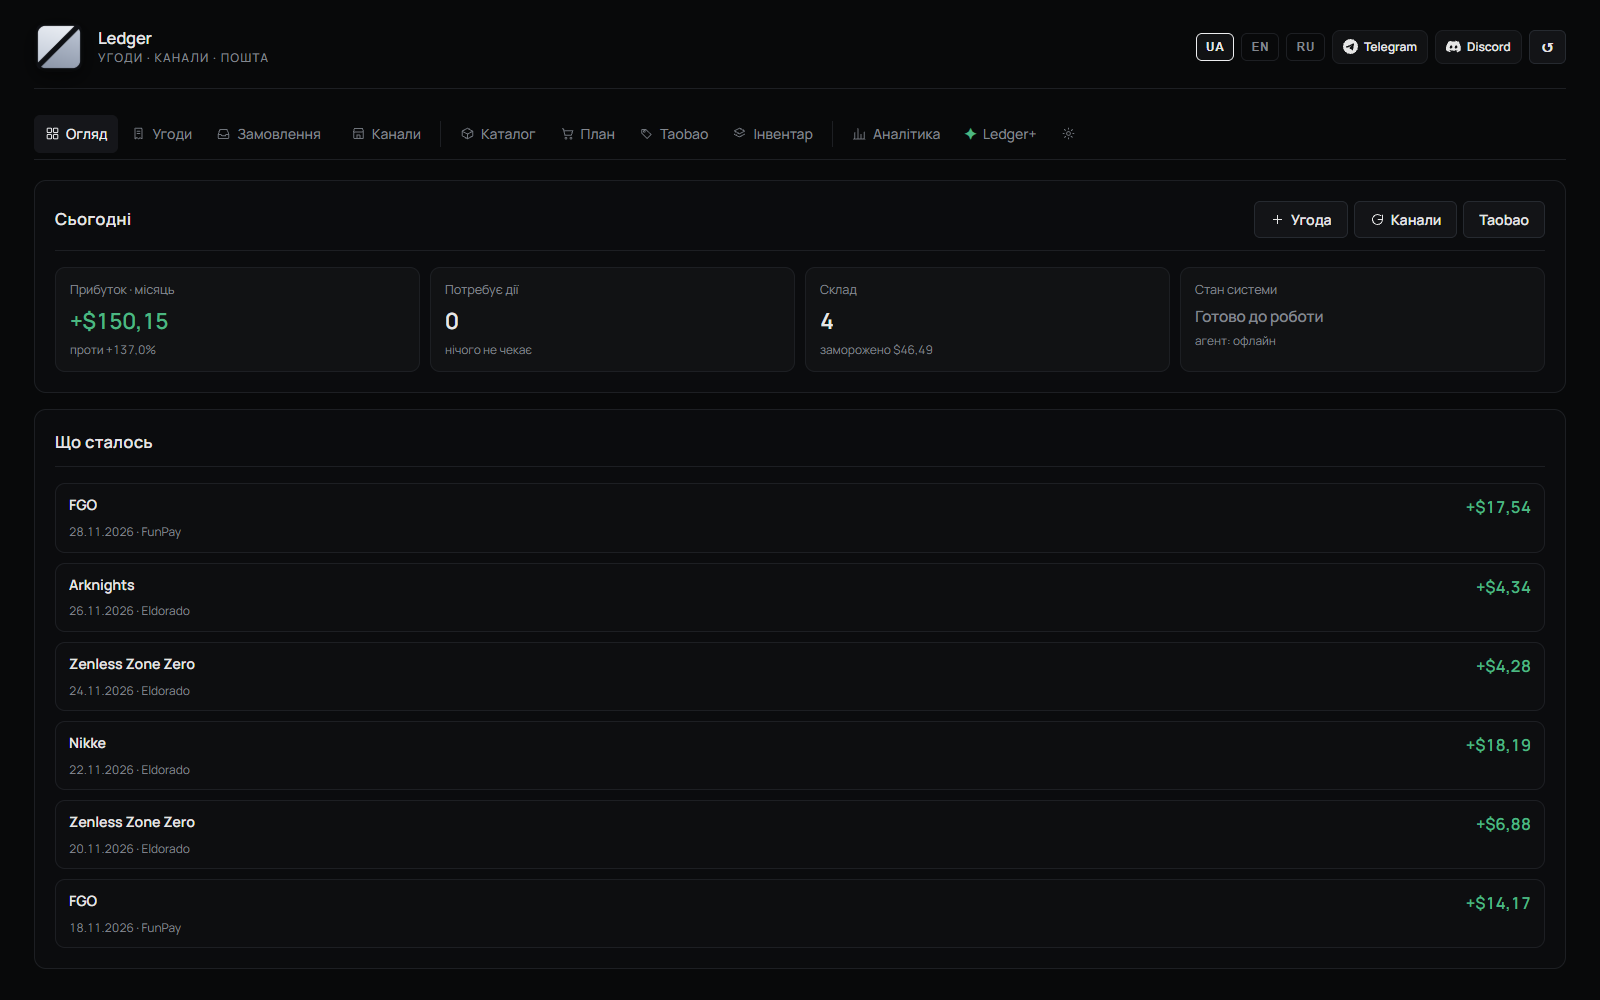 Ledger
УГОДИ · КАНАЛИ · ПОШТА
UA
EN
RU
Telegram
Discord
Огляд
Угоди
Замовлення
Канали
Каталог
План
Taobao
Інвентар
Аналітика
Ledger+
Сьогодні
+ Угода
Канали
Taobao
Прибуток · місяць
+$150,15
проти +137,0%
Потребує дії
0
нічого не чекає
Склад
4
заморожено $46,49
Стан системи
Готово до роботи
агент: офлайн
Що сталось
FGO
+$17,54
28.11.2026 · FunPay
Arknights
+$4,34
26.11.2026 · Eldorado
Zenless Zone Zero
+$4,28
24.11.2026 · Eldorado
Nikke
+$18,19
22.11.2026 · Eldorado
Zenless Zone Zero
+$6,88
20.11.2026 · Eldorado
FGO
+$14,17
18.11.2026 · FunPay